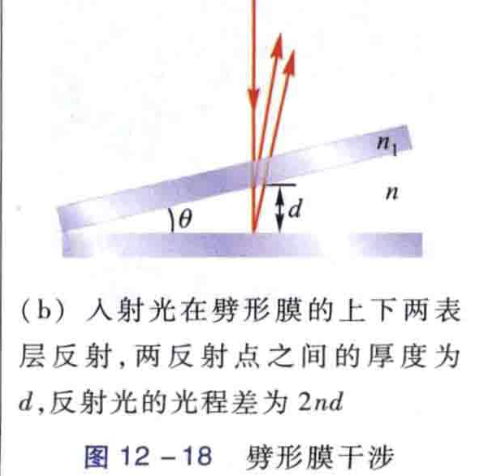 n₁
n
d
θ
(b) 入射光在劈形膜的上下两表
层反射,两反射点之间的厚度为
d,反射光的光程差为 2nd
图 12-18 劈形膜干涉